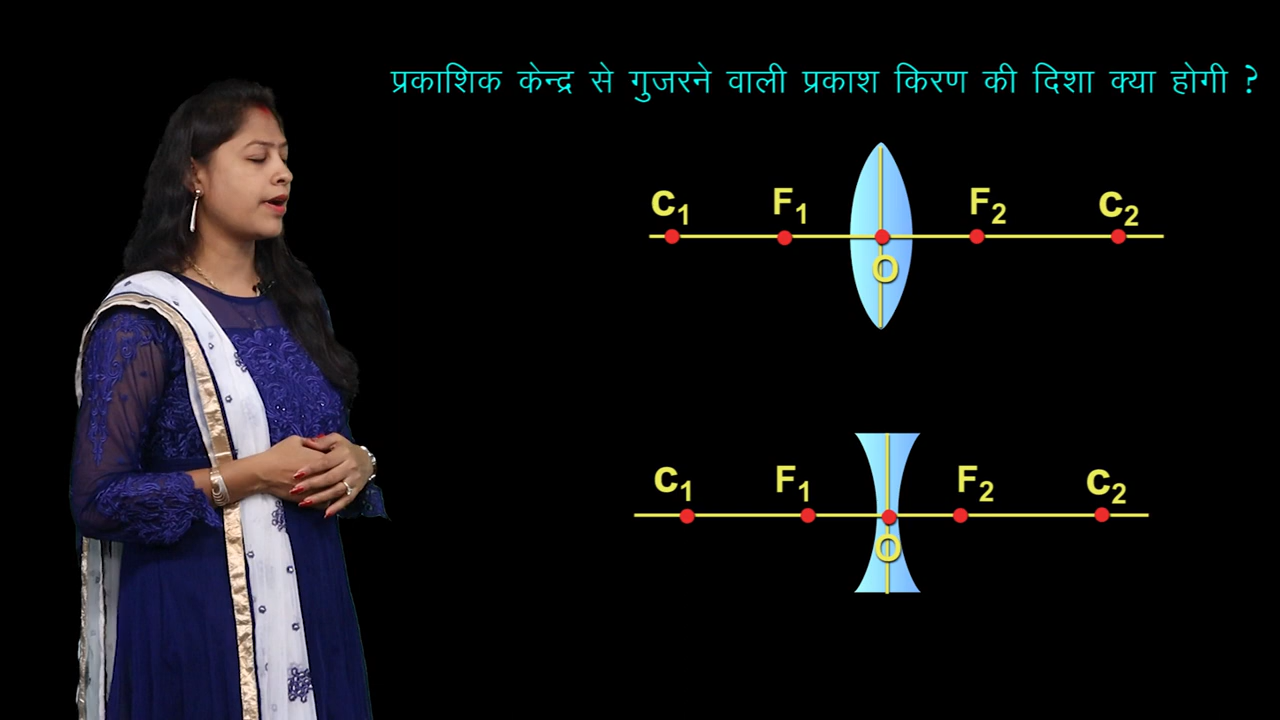 प्रकाशिक केन्द्र से गुजरने वाली प्रकाश किरण की दिशा क्या होगी ?
C₁ F₁ F₂ C₂
O
C₁ F₁ F₂ C₂
O